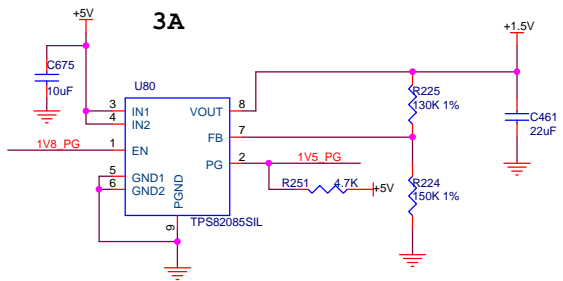 +5V
3A
+1.5V
C675
10uF
U80
3
IN1
4
IN2
1V8_PG
1
EN
5
GND1
6
GND2
PGND
9
VOUT
8
FB
7
PG
2
TPS82085SIL
1V5_PG
R251
4.7K
+5V
R225
130K 1%
R224
150K 1%
C461
22uF